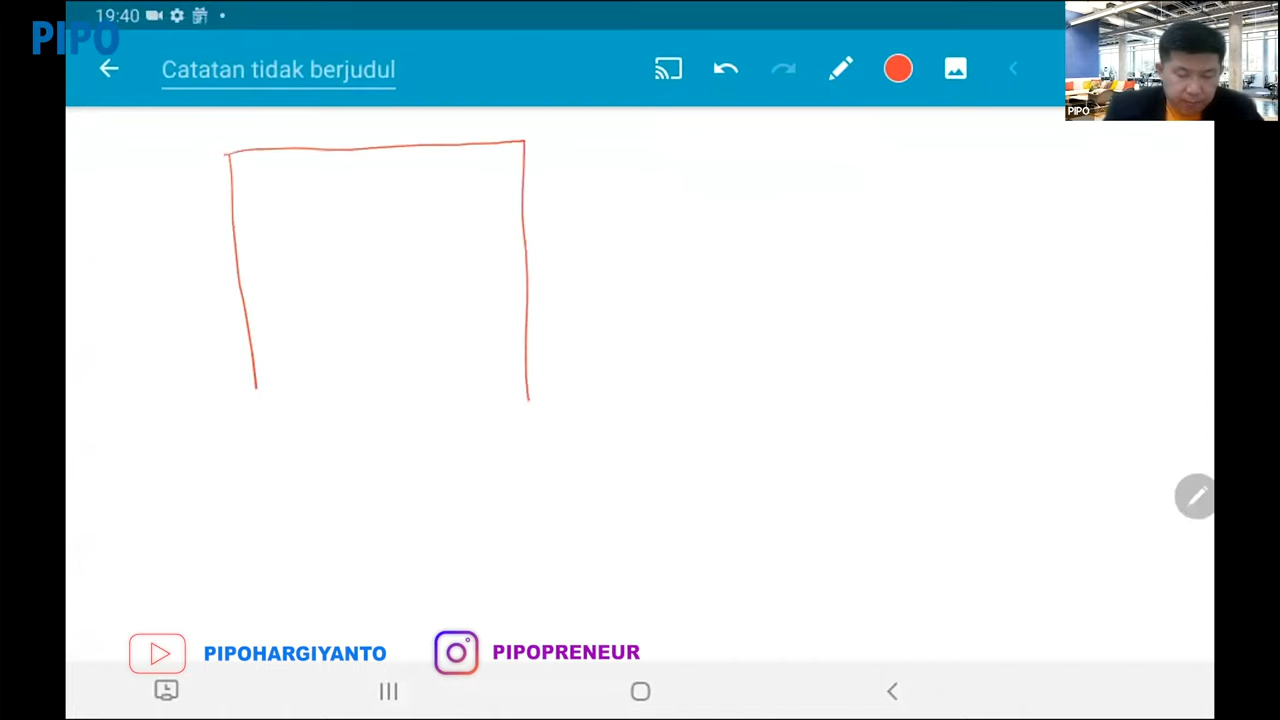 19:40
PIPO
Catatan tidak berjudul
PIPO
PIPOHARGIYANTO
PIPOPRENEUR